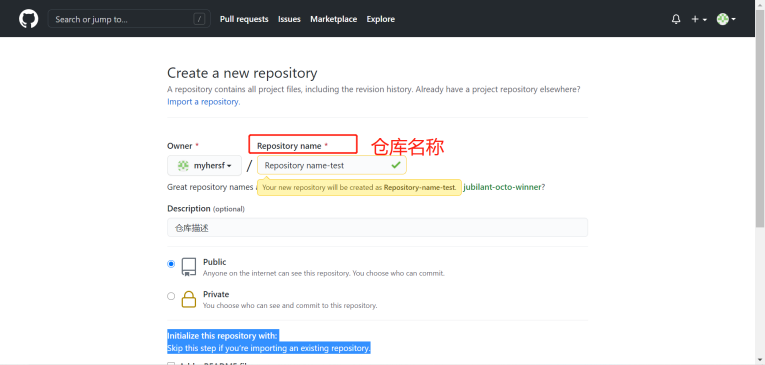 Search or jump to... / Pull requests Issues Marketplace Explore
Create a new repository
A repository contains all project files, including the revision history. Already have a project repository elsewhere?
Import a repository.
Owner * Repository name * 仓库名称
myhersf / Repository name-test
Great repository names a Your new repository will be created as Repository-name-test. jubilant-octo-winner?
Description (optional)
仓库描述
Public
Anyone on the internet can see this repository. You choose who can commit.
Private
You choose who can see and commit to this repository.
Initialize this repository with:
Skip this step if you're importing an existing repository.